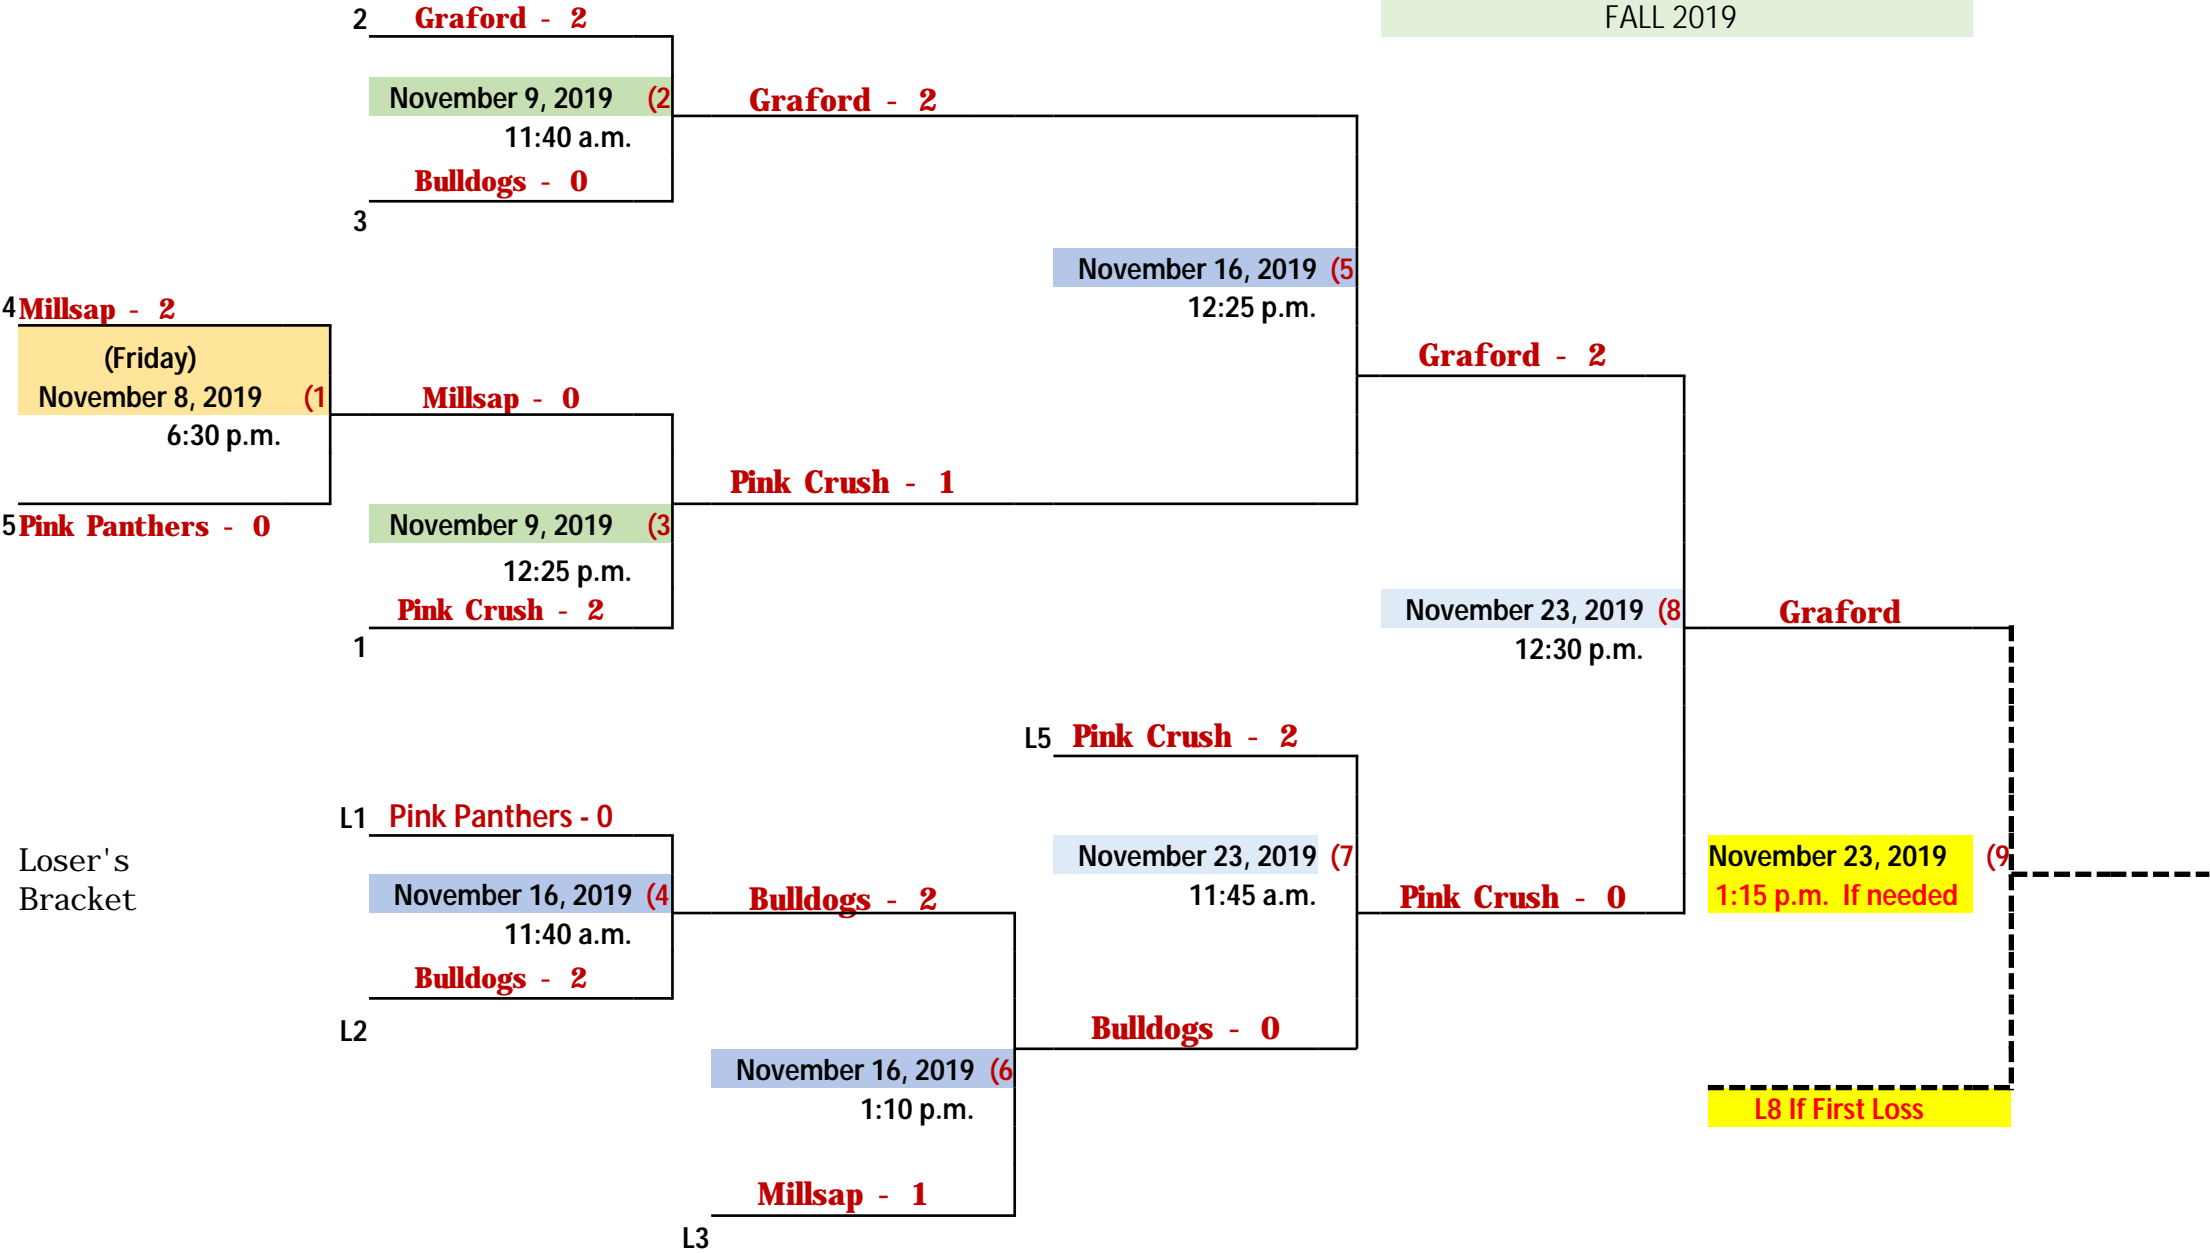 FALL 2019
2 Graford - 2
November 9, 2019 (2
11:40 a.m.
Bulldogs - 0
3
Graford - 2
November 16, 2019 (5
12:25 p.m.
4 Millsap - 2
(Friday)
November 8, 2019 (1
6:30 p.m.
5 Pink Panthers - 0
Millsap - 0
November 9, 2019 (3
12:25 p.m.
Pink Crush - 2
1
Pink Crush - 1
Graford - 2
November 23, 2019 (8
12:30 p.m.
Graford
Loser's
Bracket
L1 Pink Panthers - 0
November 16, 2019 (4
11:40 a.m.
Bulldogs - 2
L2
Bulldogs - 2
November 16, 2019 (6
1:10 p.m.
Millsap - 1
L3
L5 Pink Crush - 2
November 23, 2019 (7
11:45 a.m.
Bulldogs - 0
Pink Crush - 0
November 23, 2019 (9
1:15 p.m. If needed
L8 If First Loss